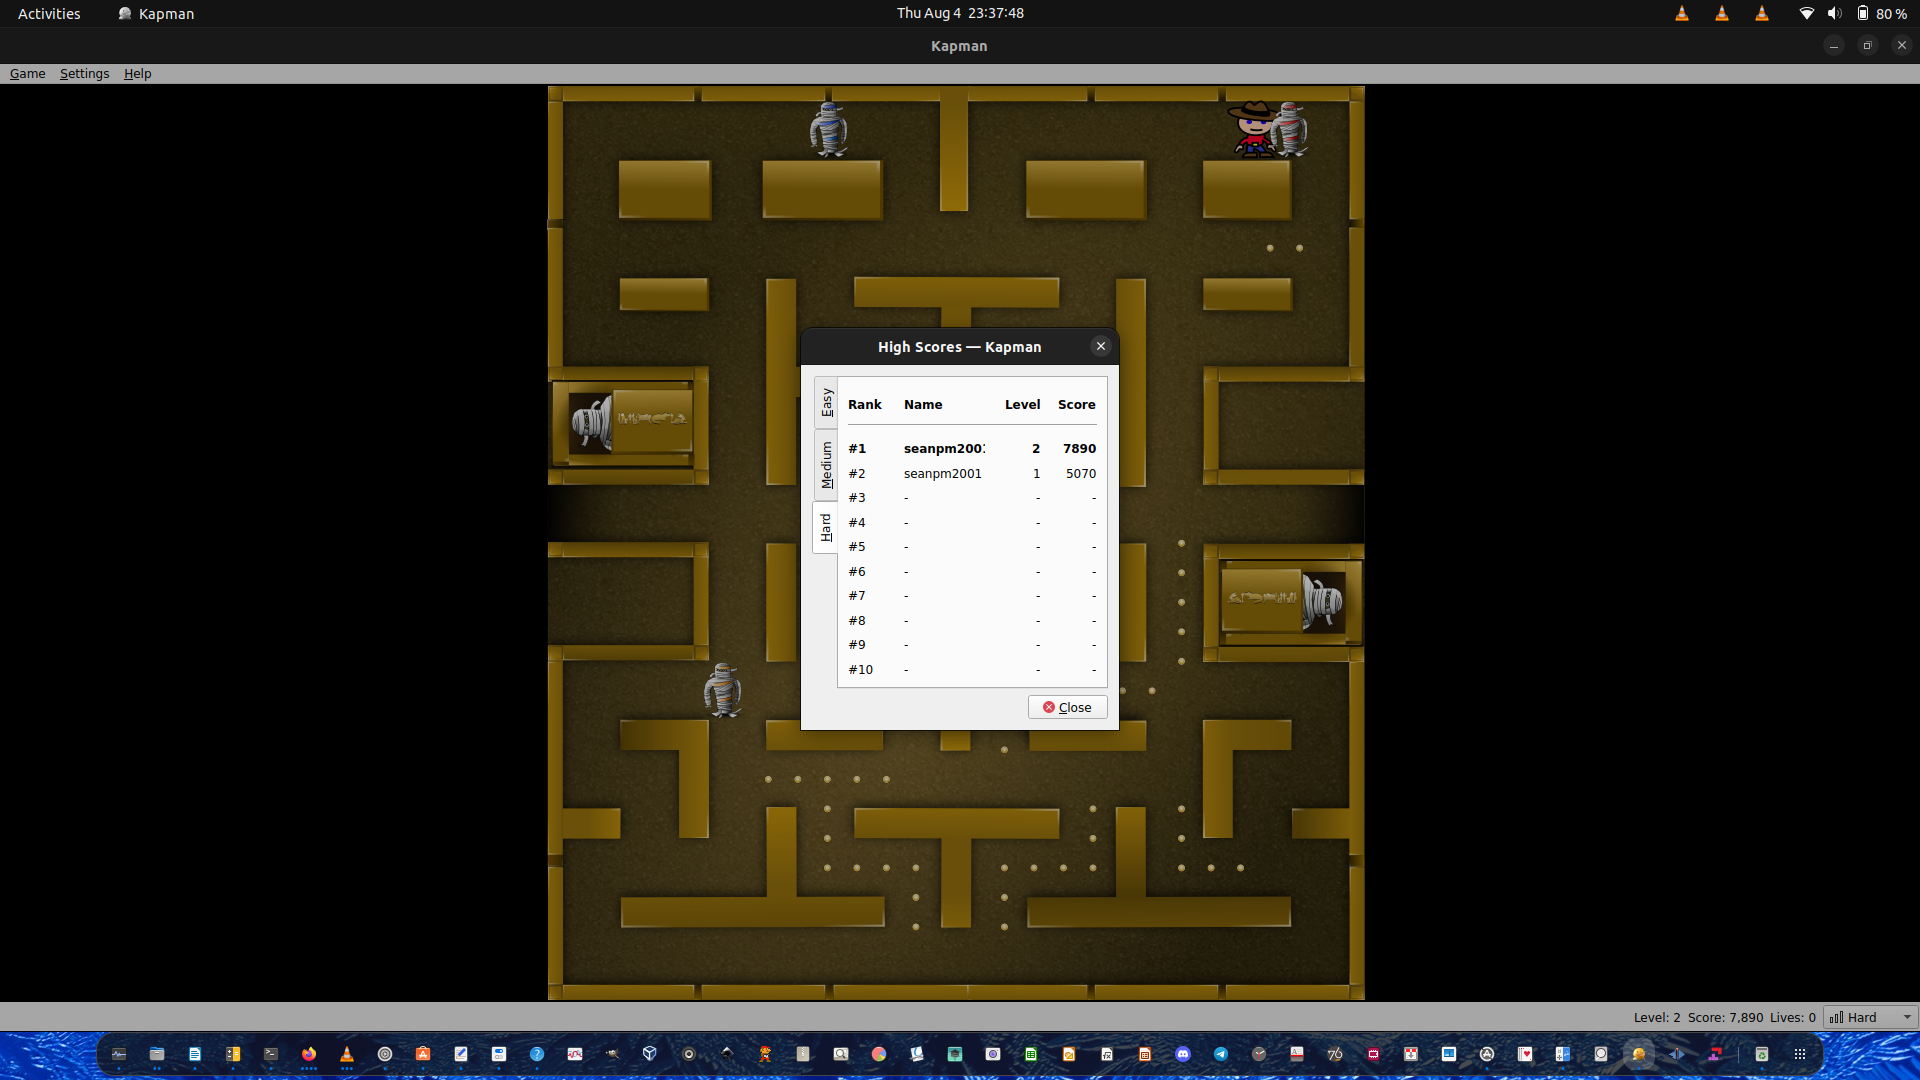 Activities Kapman Thu Aug 4 23:37:48 80 %
Kapman
Game Settings Help
High Scores — Kapman
Easy
Medium
Hard
Rank Name Level Score
#1 seanpm2001 2 7890
#2 seanpm2001 1 5070
#3 - - -
#4 - - -
#5 - - -
#6 - - -
#7 - - -
#8 - - -
#9 - - -
#10 - - -
Close
Level: 2 Score: 7,890 Lives: 0 Hard
76